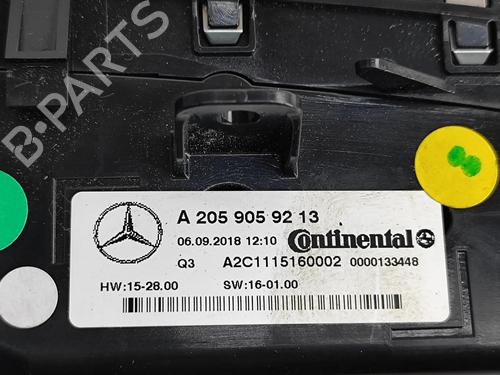 B-PARTS
A 205 905 92 13
06.09.2018 12:10 Continental
Q3 A2C1115160002 0000133448
HW:15-28.00 SW:16-01.00